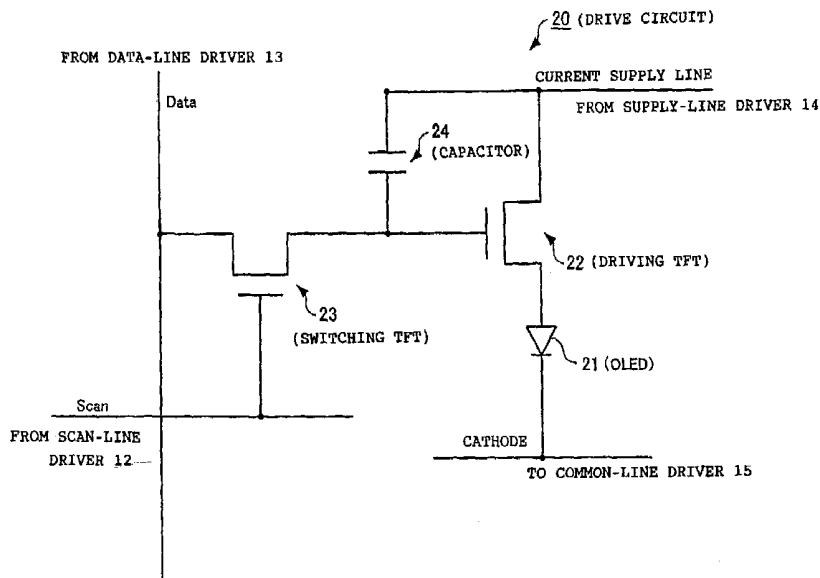 20 (DRIVE CIRCUIT)
FROM DATA-LINE DRIVER 13
CURRENT SUPPLY LINE
Data
FROM SUPPLY-LINE DRIVER 14
24
(CAPACITOR)
22 (DRIVING TFT)
23
(SWITCHING TFT)
21 (OLED)
Scan
FROM SCAN-LINE
DRIVER 12
CATHODE
TO COMMON-LINE DRIVER 15